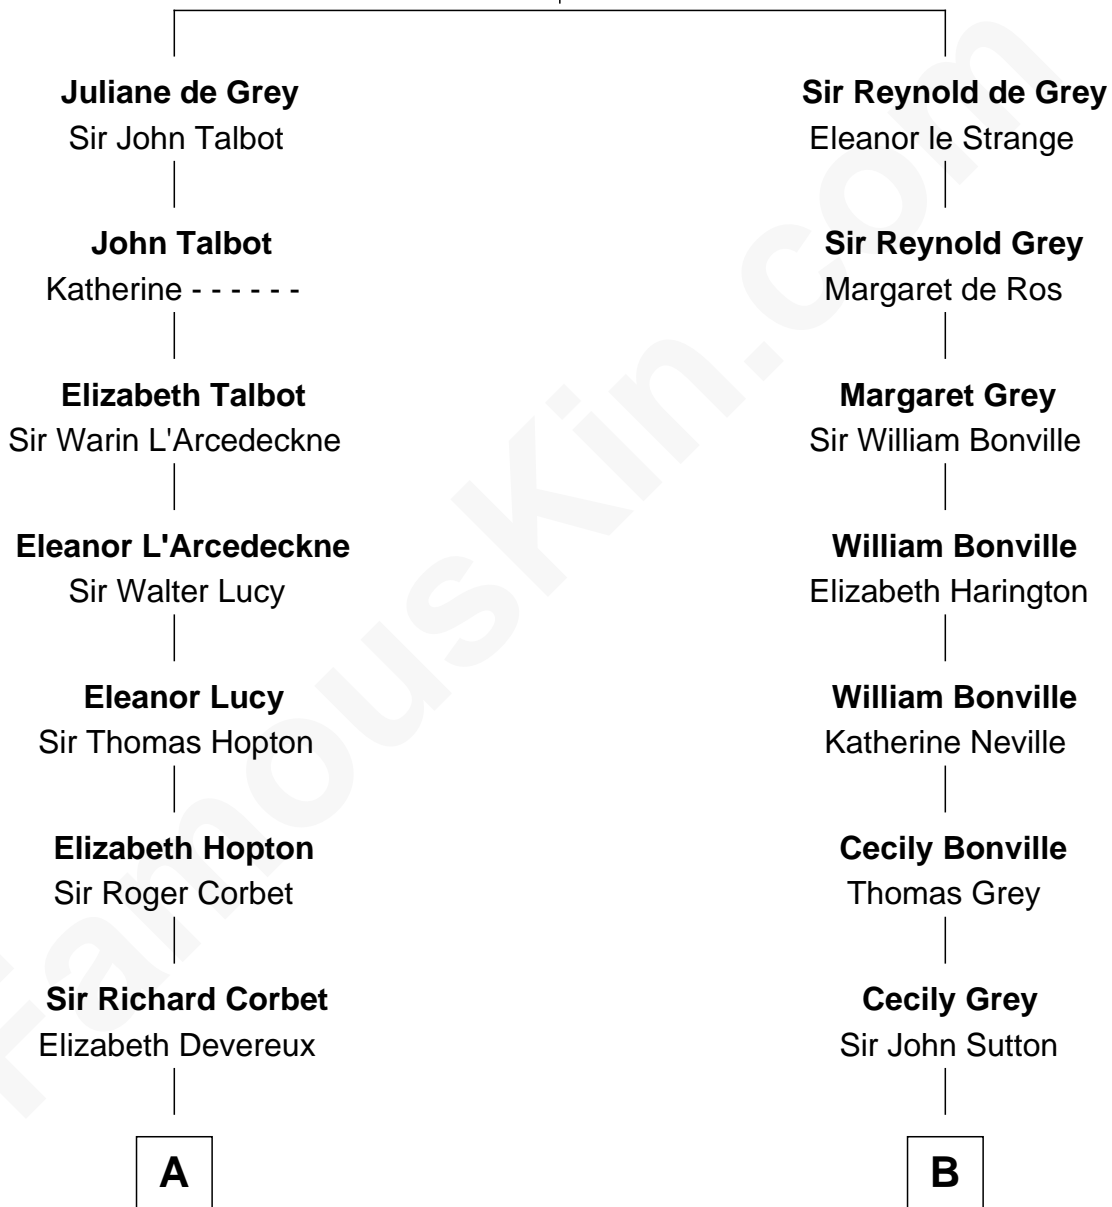 Juliane de Grey
Sir John Talbot
John Talbot
Katherine - - - - - -
Elizabeth Talbot
Sir Warin L'Arcedeckne
Eleanor L'Arcedeckne
Sir Walter Lucy
Eleanor Lucy
Sir Thomas Hopton
Elizabeth Hopton
Sir Roger Corbet
Sir Richard Corbet
Elizabeth Devereux
A
Sir Reynold de Grey
Eleanor le Strange
Sir Reynold Grey
Margaret de Ros
Margaret Grey
Sir William Bonville
William Bonville
Elizabeth Harington
William Bonville
Katherine Neville
Cecily Bonville
Thomas Grey
Cecily Grey
Sir John Sutton
B
FamousKin.com